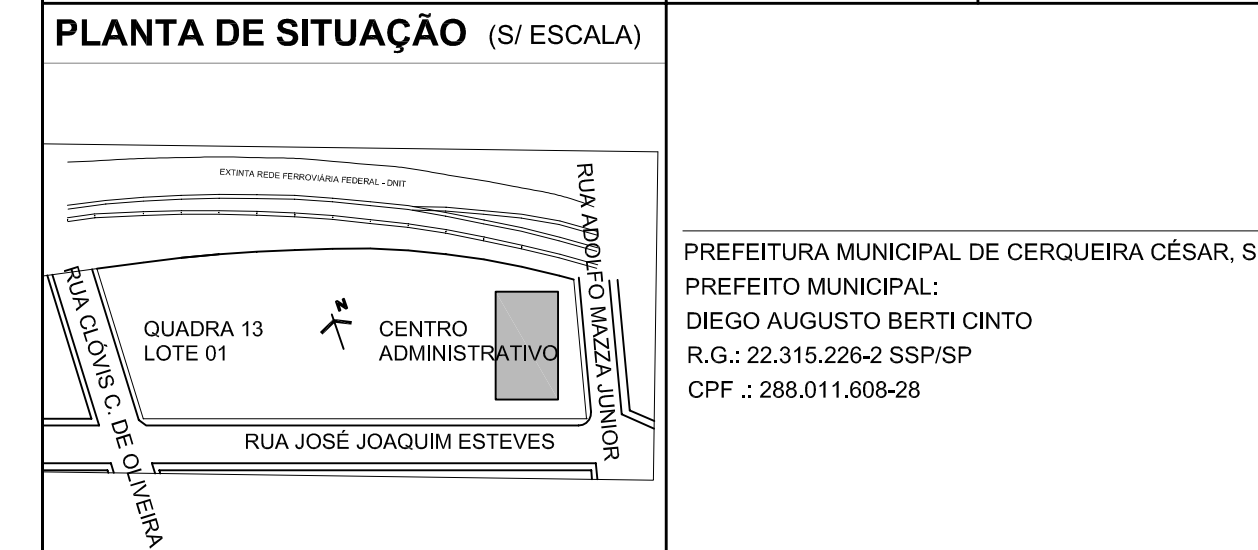 PLANTA DE SITUAÇÃO (S/ ESCALA)
EXTINTA REDE FERROVIÁRIA FEDERAL - DNIT
RUA ADOLFO MAZZA JUNIOR
RUA CLÓVIS C. DE OLIVEIRA
QUADRA 13
LOTE 01
N
CENTRO
ADMINISTRATIVO
RUA JOSÉ JOAQUIM ESTEVES
PREFEITURA MUNICIPAL DE CERQUEIRA CÉSAR, S
PREFEITO MUNICIPAL:
DIEGO AUGUSTO BERTI CINTO
R.G.: 22.315.226-2 SSP/SP
CPF .: 288.011.608-28